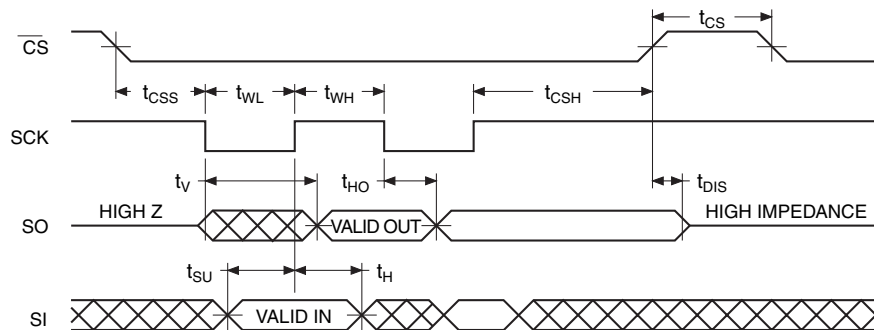 t_CS
CS
t_CSS t_WL t_WH t_CSH
SCK
t_V t_HO t_DIS
HIGH Z VALID OUT HIGH IMPEDANCE
SO
t_SU t_H
VALID IN
SI